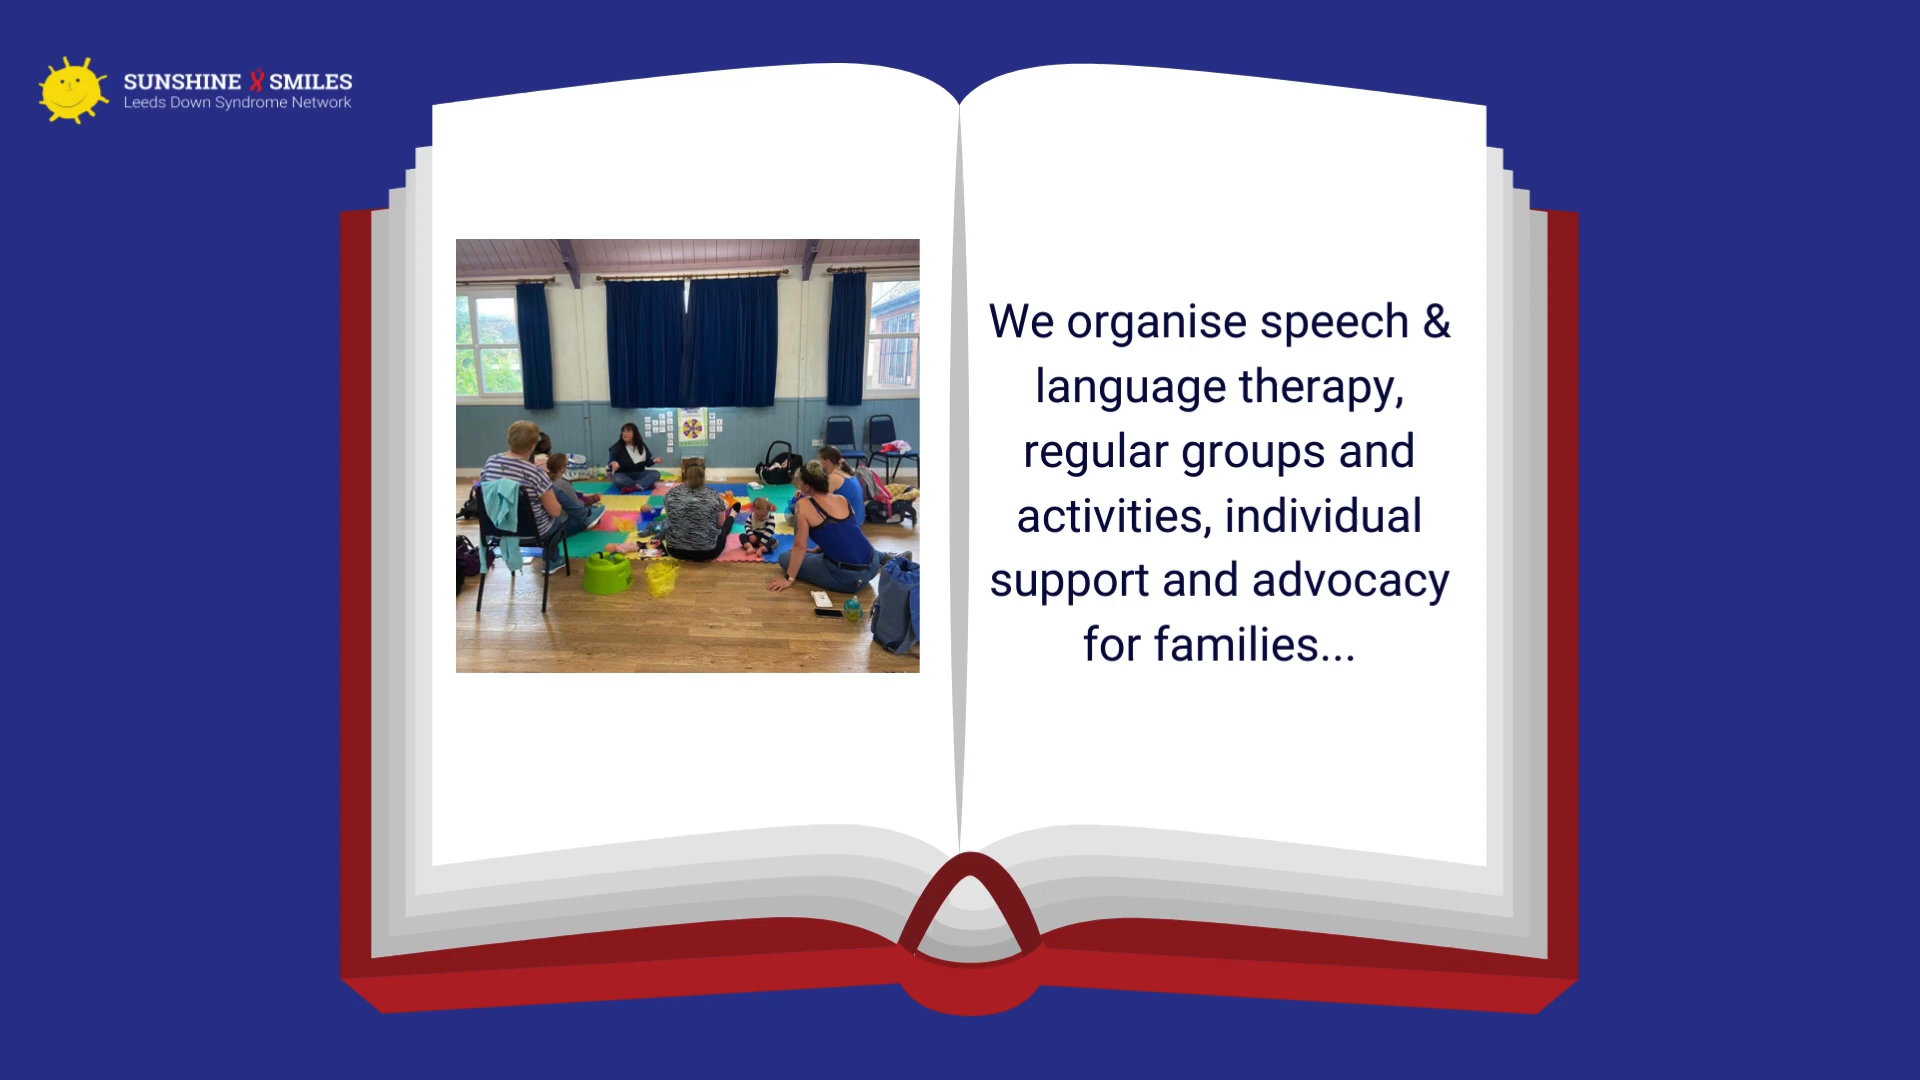 SUNSHINE & SMILES
Leeds Down Syndrome Network
We organise speech &
language therapy,
regular groups and
activities, individual
support and advocacy
for families...